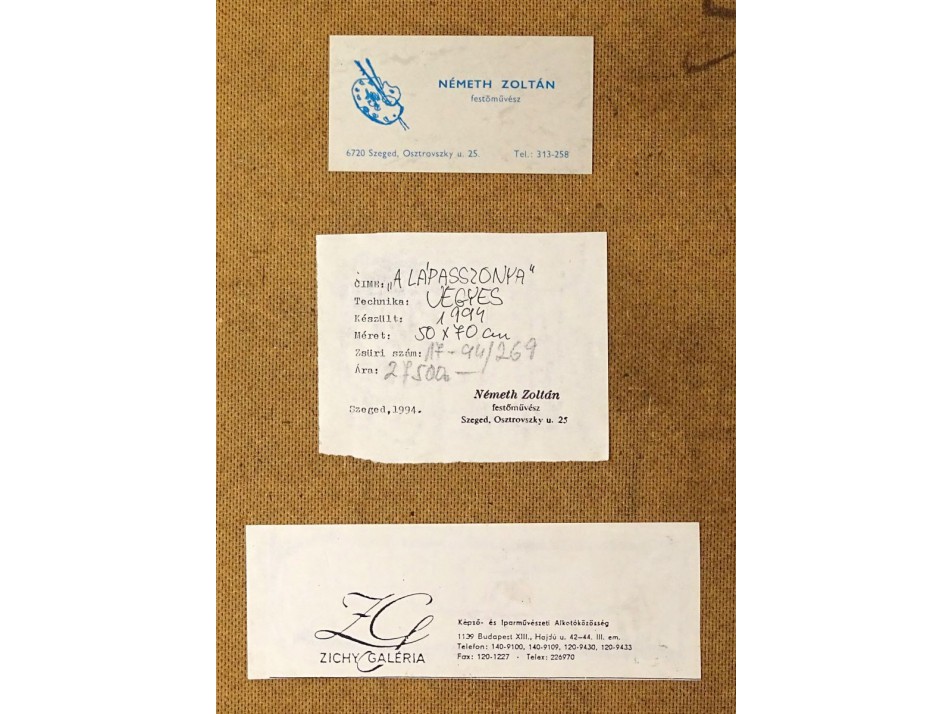 NÉMETH ZOLTÁN
festőművész
6720 Szeged, Osztrovszky u. 25. Tel.: 313-258
CIME: „A LÁPASSZONYA"
Technika: VEGYES
Készült: 1994
Méret: 50 x 70 cm
Zsüri szám: 17-94/269
Ára: 27500.—
Németh Zoltán
festőművész
Szeged, 1994. Szeged, Osztrovszky u. 25
ZG
ZICHY GALÉRIA
Képző- és Iparművészeti Alkotóközösség
1139 Budapest XIII., Hajdú u. 42–44. III. em.
Telefon: 140-9100, 140-9109, 120-9430, 120-9433
Fax: 120-1227 · Telex: 226970